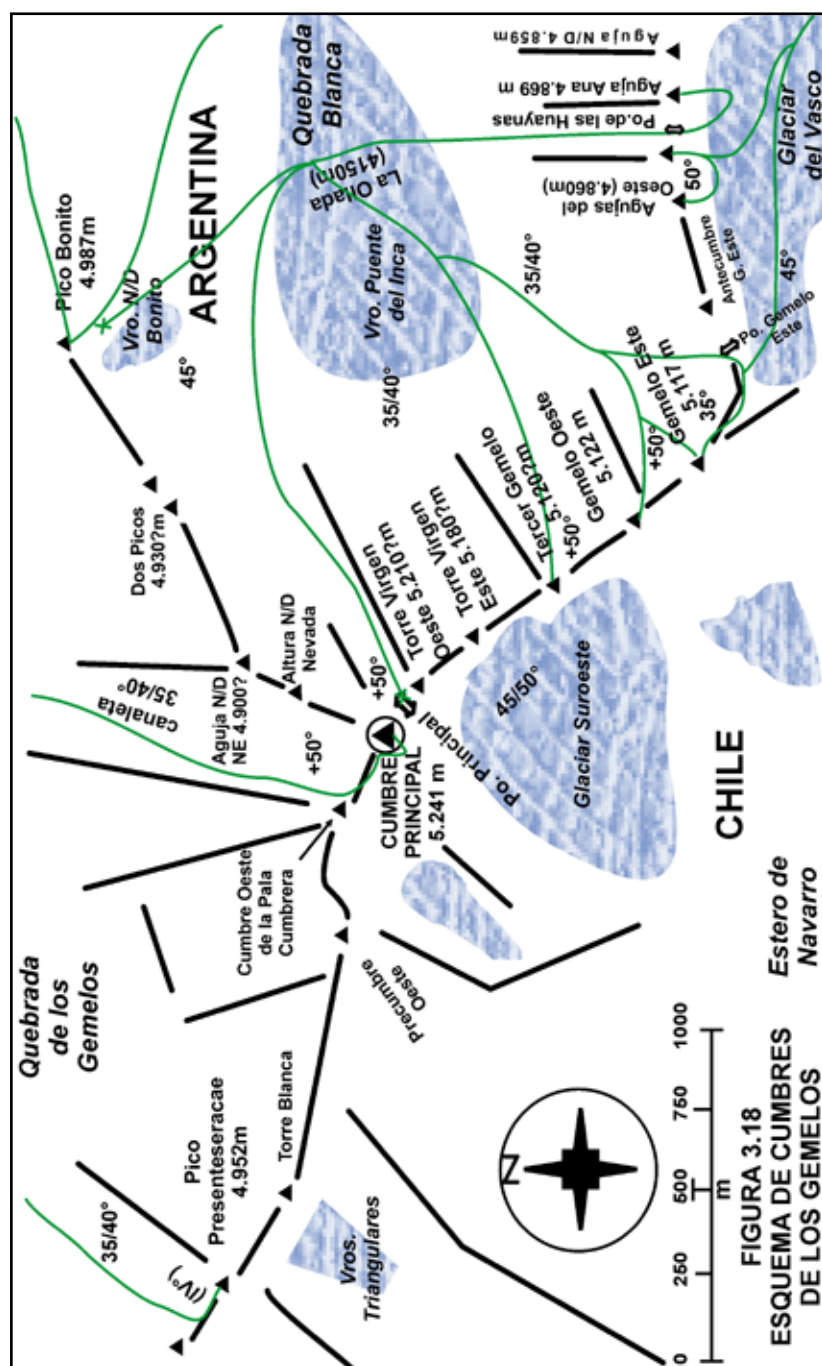 Quebrada
de los
Gemelos
35/40°
(IV°)
Pico
Presenteseracae
4.952m
Torre Blanca
Vros.
Triangulares
Cumbre Oeste
de la Pala
Cumbrera
Precumbre
Oeste
canaleta
35/40°
Aguja N/D
NE 4.900?
+50°
Altura N/D
Nevada
Dos Picos
4.930?m
Pico Bonito
4.987m
Vro. N/D
Bonito
45°
ARGENTINA
CUMBRE
PRINCIPAL
5.241 m
+50°
Po. Principal
Torre Virgen
Oeste 5.210?m
Torre Virgen
Este 5.180?m
Tercer Gemelo
5.120?m
+50°
Gemelo Oeste
5.122 m
+50°
Gemelo Este
5.117 m
35°
35/40°
Vro. Puente
del Inca
La Ollada
(4150m)
Quebrada
Blanca
35/40°
Agujas del
Oeste (4.860m)
50°
Po.de las Huaynas
Aguja Ana 4.869 m
Aguja N/D 4.859m
Antecumbre
G. Este
Po. Gemelo
Este
45°
Glaciar
del Vasco
45/50°
Glaciar Suroeste
CHILE
Estero de
Navarro
N
0 250 500 750 1000
m
FIGURA 3.18
ESQUEMA DE CUMBRES
DE LOS GEMELOS